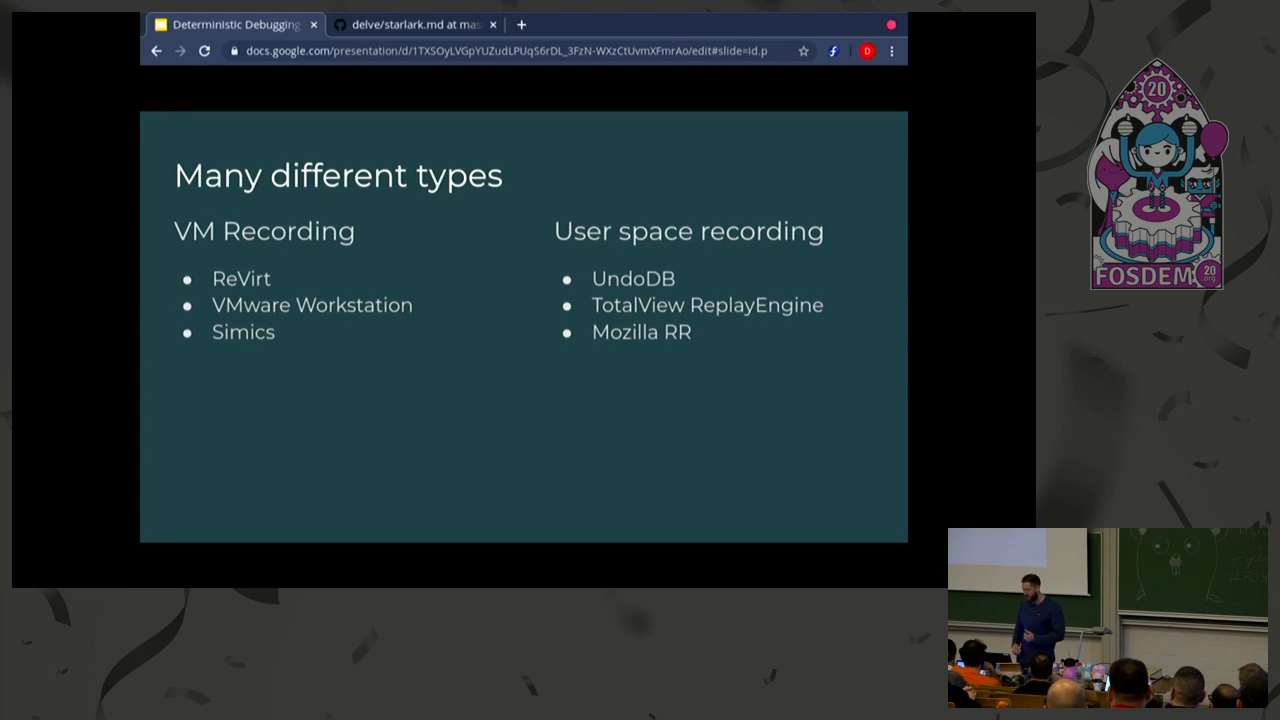 Deterministic Debugging
delve/starlark.md at mas
docs.google.com/presentation/d/1TXSOyLVGpYUZudLPUqS6rDL_3FzN-WXzCtUvmXFmrAo/edit#slide=id.p
D
Many different types
VM Recording
ReVirt
VMware Workstation
Simics
User space recording
UndoDB
TotalView ReplayEngine
Mozilla RR
20
FOSDEM
20
.org